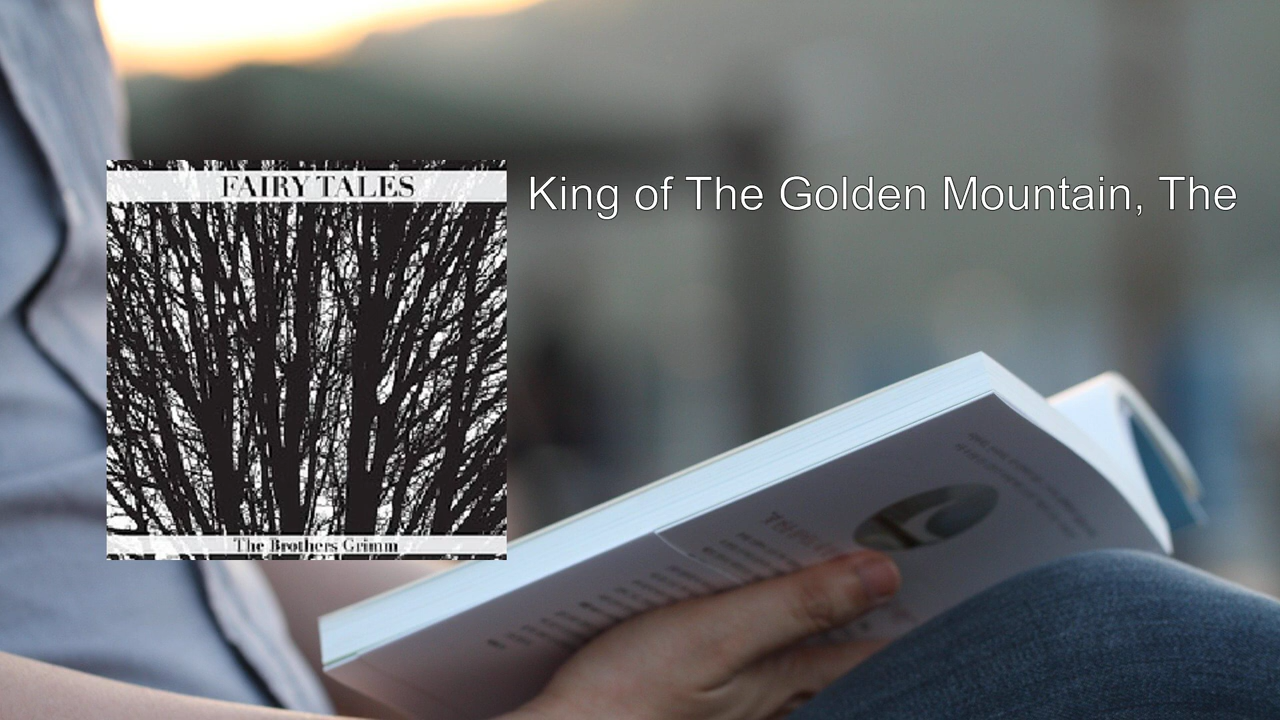 FAIRY TALES
King of The Golden Mountain, The
The Brothers Grimm